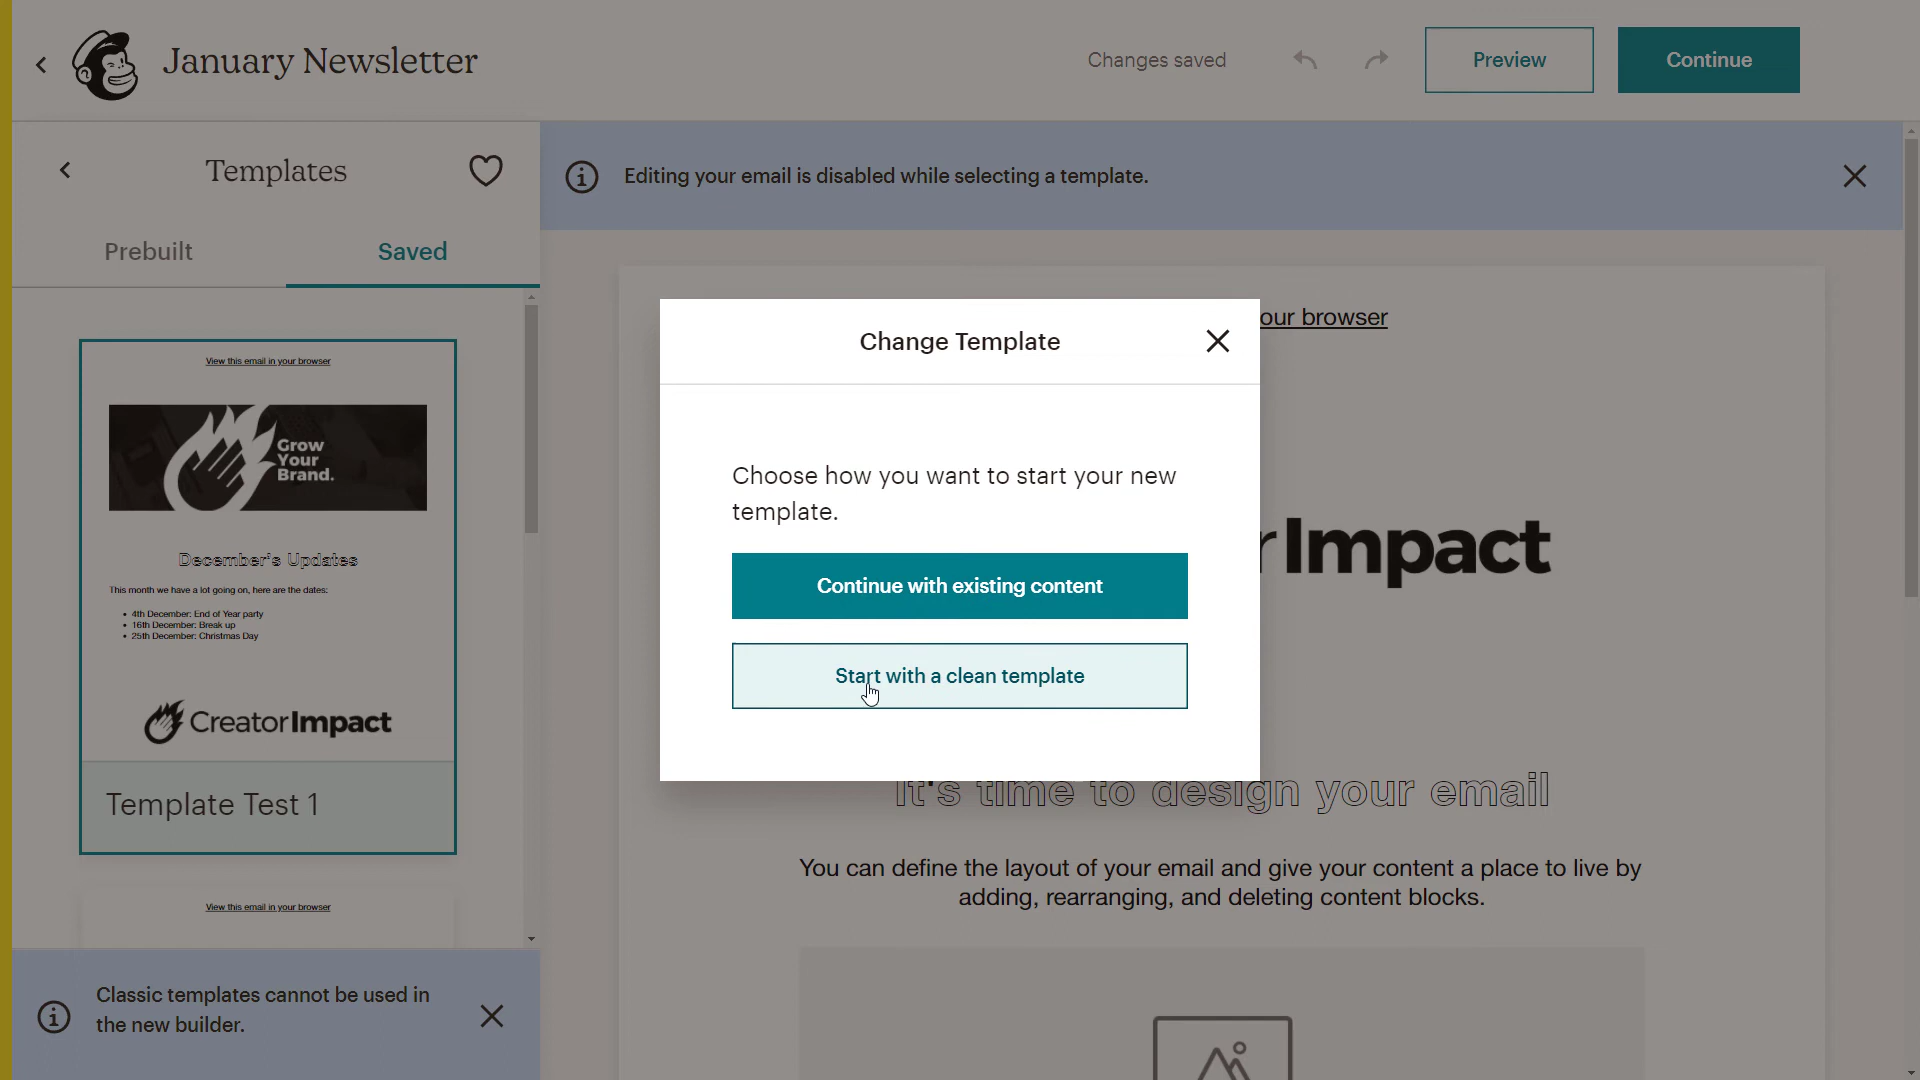 January Newsletter
Changes saved
Preview
Continue
Templates
Prebuilt
Saved
View this email in your browser
Grow
Your
Brand.
December's Updates
This month we have a lot going on, here are the dates:
• 4th December: End of Year party
• 16th December: Break up
• 25th December: Christmas Day
CreatorImpact
Template Test 1
View this email in your browser
Classic templates cannot be used in
the new builder.
Editing your email is disabled while selecting a template.
our browser
Change Template
Choose how you want to start your new
template.
Continue with existing content
Start with a clean template
rImpact
It's time to design your email
You can define the layout of your email and give your content a place to live by
adding, rearranging, and deleting content blocks.